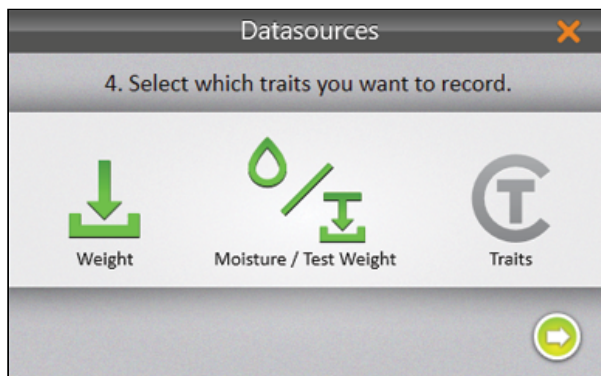 Datasources
4. Select which traits you want to record.
Weight
Moisture / Test Weight
Traits